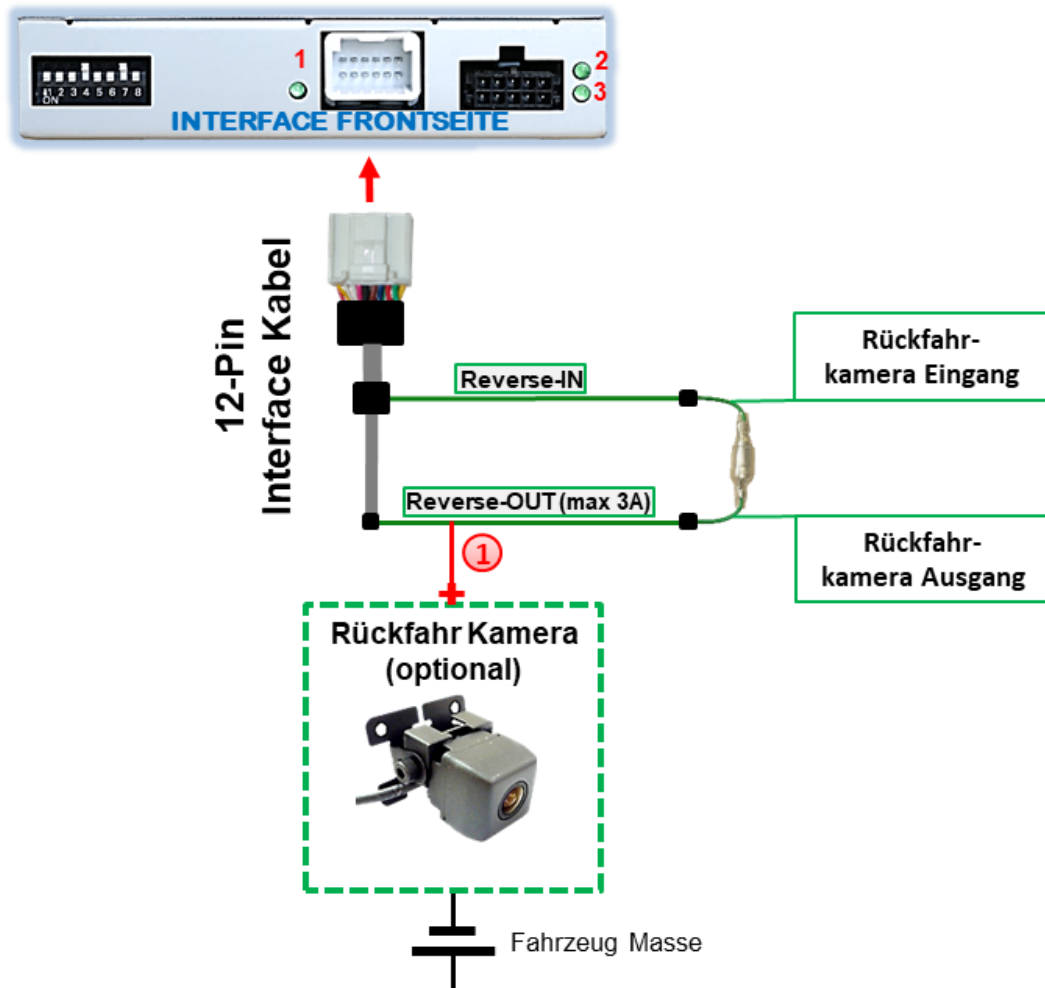 1
2
3
1 2 3 4 5 6 7 8
ON
INTERFACE FRONTSEITE
12-Pin
Interface Kabel
Reverse-IN
Rückfahr-
kamera Eingang
Reverse-OUT (max 3A)
Rückfahr-
kamera Ausgang
1
+
Rückfahr Kamera
(optional)
Fahrzeug Masse